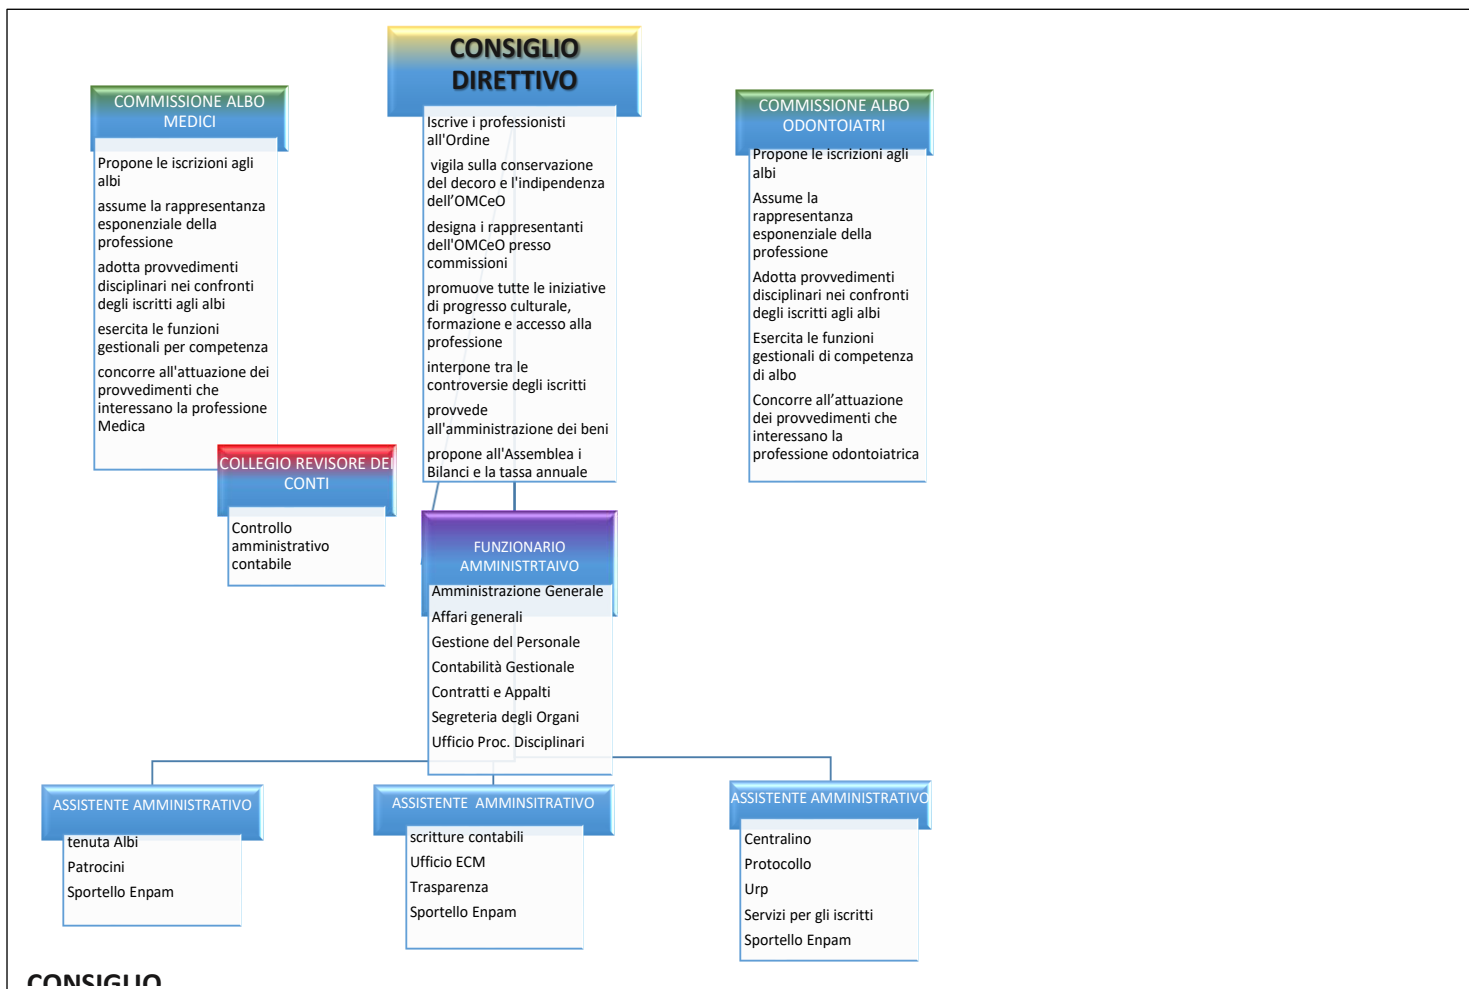 CONSIGLIO
DIRETTIVO
Iscrive i professionisti
all'Ordine
vigila sulla conservazione
del decoro e l'indipendenza
dell’OMCeO
designa i rappresentanti
dell'OMCeO presso
commissioni
promuove tutte le iniziative
di progresso culturale,
formazione e accesso alla
professione
interpone tra le
controversie degli iscritti
provvede
all'amministrazione dei beni
propone all'Assemblea i
Bilanci e la tassa annuale
COMMISSIONE ALBO
MEDICI
Propone le iscrizioni agli
albi
assume la rappresentanza
esponenziale della
professione
adotta provvedimenti
disciplinari nei confronti
degli iscritti agli albi
esercita le funzioni
gestionali per competenza
concorre all'attuazione dei
provvedimenti che
interessano la professione
Medica
COMMISSIONE ALBO
ODONTOIATRI
Propone le iscrizioni agli
albi
Assume la
rappresentanza
esponenziale della
professione
Adotta provvedimenti
disciplinari nei confronti
degli iscritti agli albi
Esercita le funzioni
gestionali di competenza
di albo
Concorre all’attuazione
dei provvedimenti che
interessano la
professione odontoiatrica
COLLEGIO REVISORE DEI
CONTI
Controllo
amministrativo
contabile
FUNZIONARIO
AMMINISTRTAIVO
Amministrazione Generale
Affari generali
Gestione del Personale
Contabilità Gestionale
Contratti e Appalti
Segreteria degli Organi
Ufficio Proc. Disciplinari
ASSISTENTE AMMINISTRATIVO
tenuta Albi
Patrocini
Sportello Enpam
ASSISTENTE AMMINSITRATIVO
scritture contabili
Ufficio ECM
Trasparenza
Sportello Enpam
ASSISTENTE AMMINISTRATIVO
Centralino
Protocollo
Urp
Servizi per gli iscritti
Sportello Enpam
CONSIGLIO